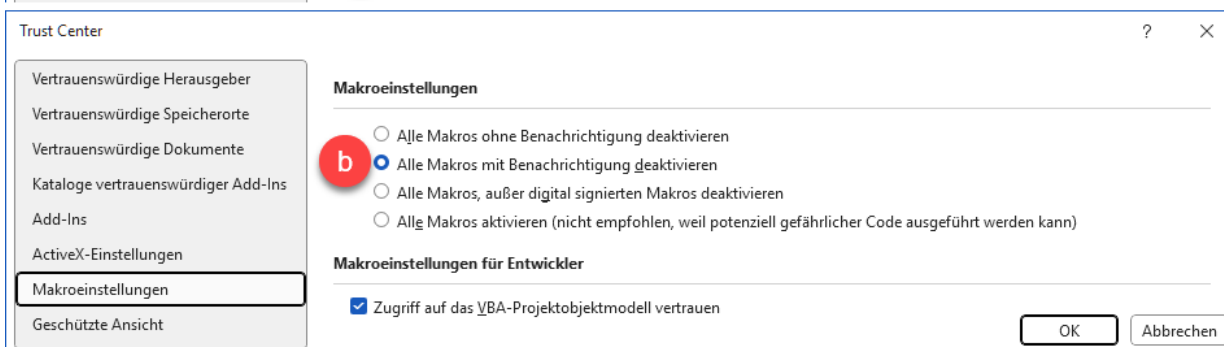 Trust Center
? ×
Vertrauenswürdige Herausgeber
Vertrauenswürdige Speicherorte
Vertrauenswürdige Dokumente
Kataloge vertrauenswürdiger Add-Ins
Add-Ins
ActiveX-Einstellungen
Makroeinstellungen
Geschützte Ansicht
Makroeinstellungen
Alle Makros ohne Benachrichtigung deaktivieren
b Alle Makros mit Benachrichtigung deaktivieren
Alle Makros, außer digital signierten Makros deaktivieren
Alle Makros aktivieren (nicht empfohlen, weil potenziell gefährlicher Code ausgeführt werden kann)
Makroeinstellungen für Entwickler
Zugriff auf das VBA-Projektobjektmodell vertrauen
OK Abbrechen